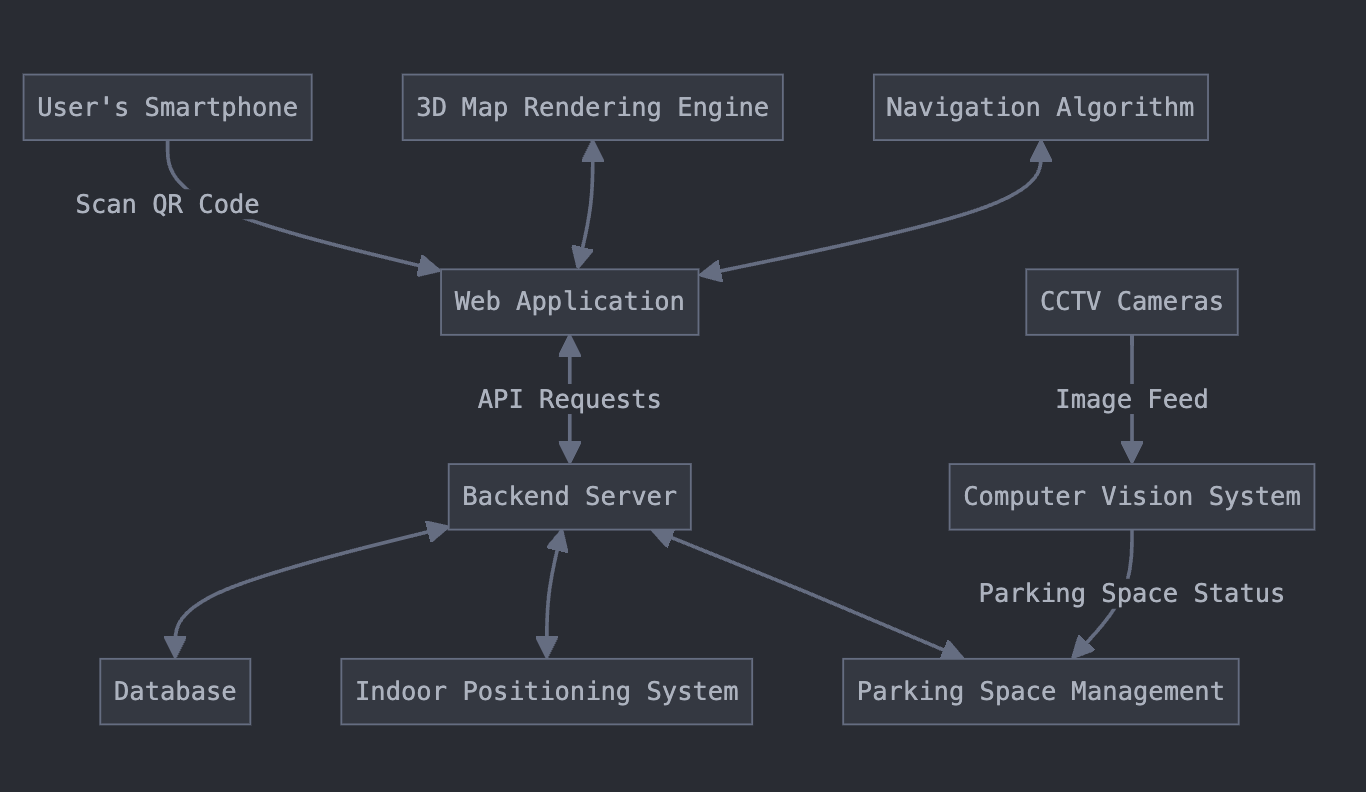 User's Smartphone
3D Map Rendering Engine
Navigation Algorithm
Scan QR Code
Web Application
CCTV Cameras
API Requests
Image Feed
Backend Server
Computer Vision System
Parking Space Status
Database
Indoor Positioning System
Parking Space Management